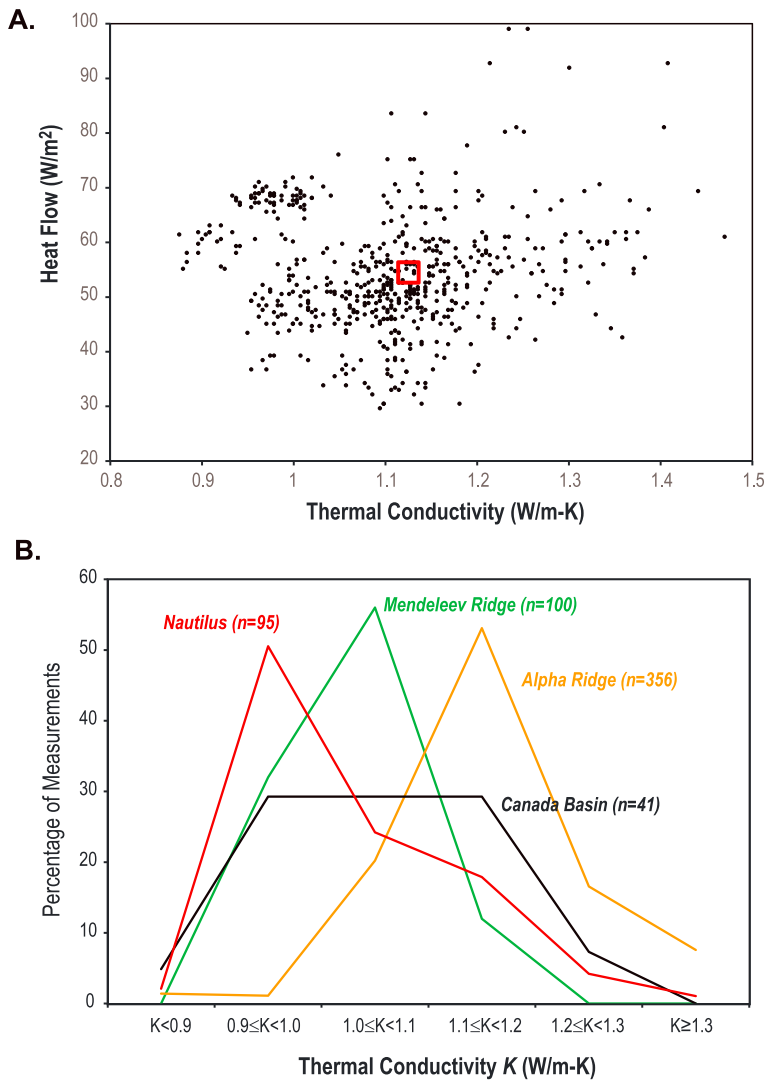 A.
100
90
80
70
60
50
40
30
20
Heat Flow (W/m²)
0.8 0.9 1 1.1 1.2 1.3 1.4 1.5
Thermal Conductivity (W/m-K)
B.
60
50
40
30
20
10
0
Percentage of Measurements
Mendeleev Ridge (n=100)
Nautilus (n=95)
Alpha Ridge (n=356)
Canada Basin (n=41)
K<0.9 0.9≤K<1.0 1.0≤K<1.1 1.1≤K<1.2 1.2≤K<1.3 K≥1.3
Thermal Conductivity K (W/m-K)